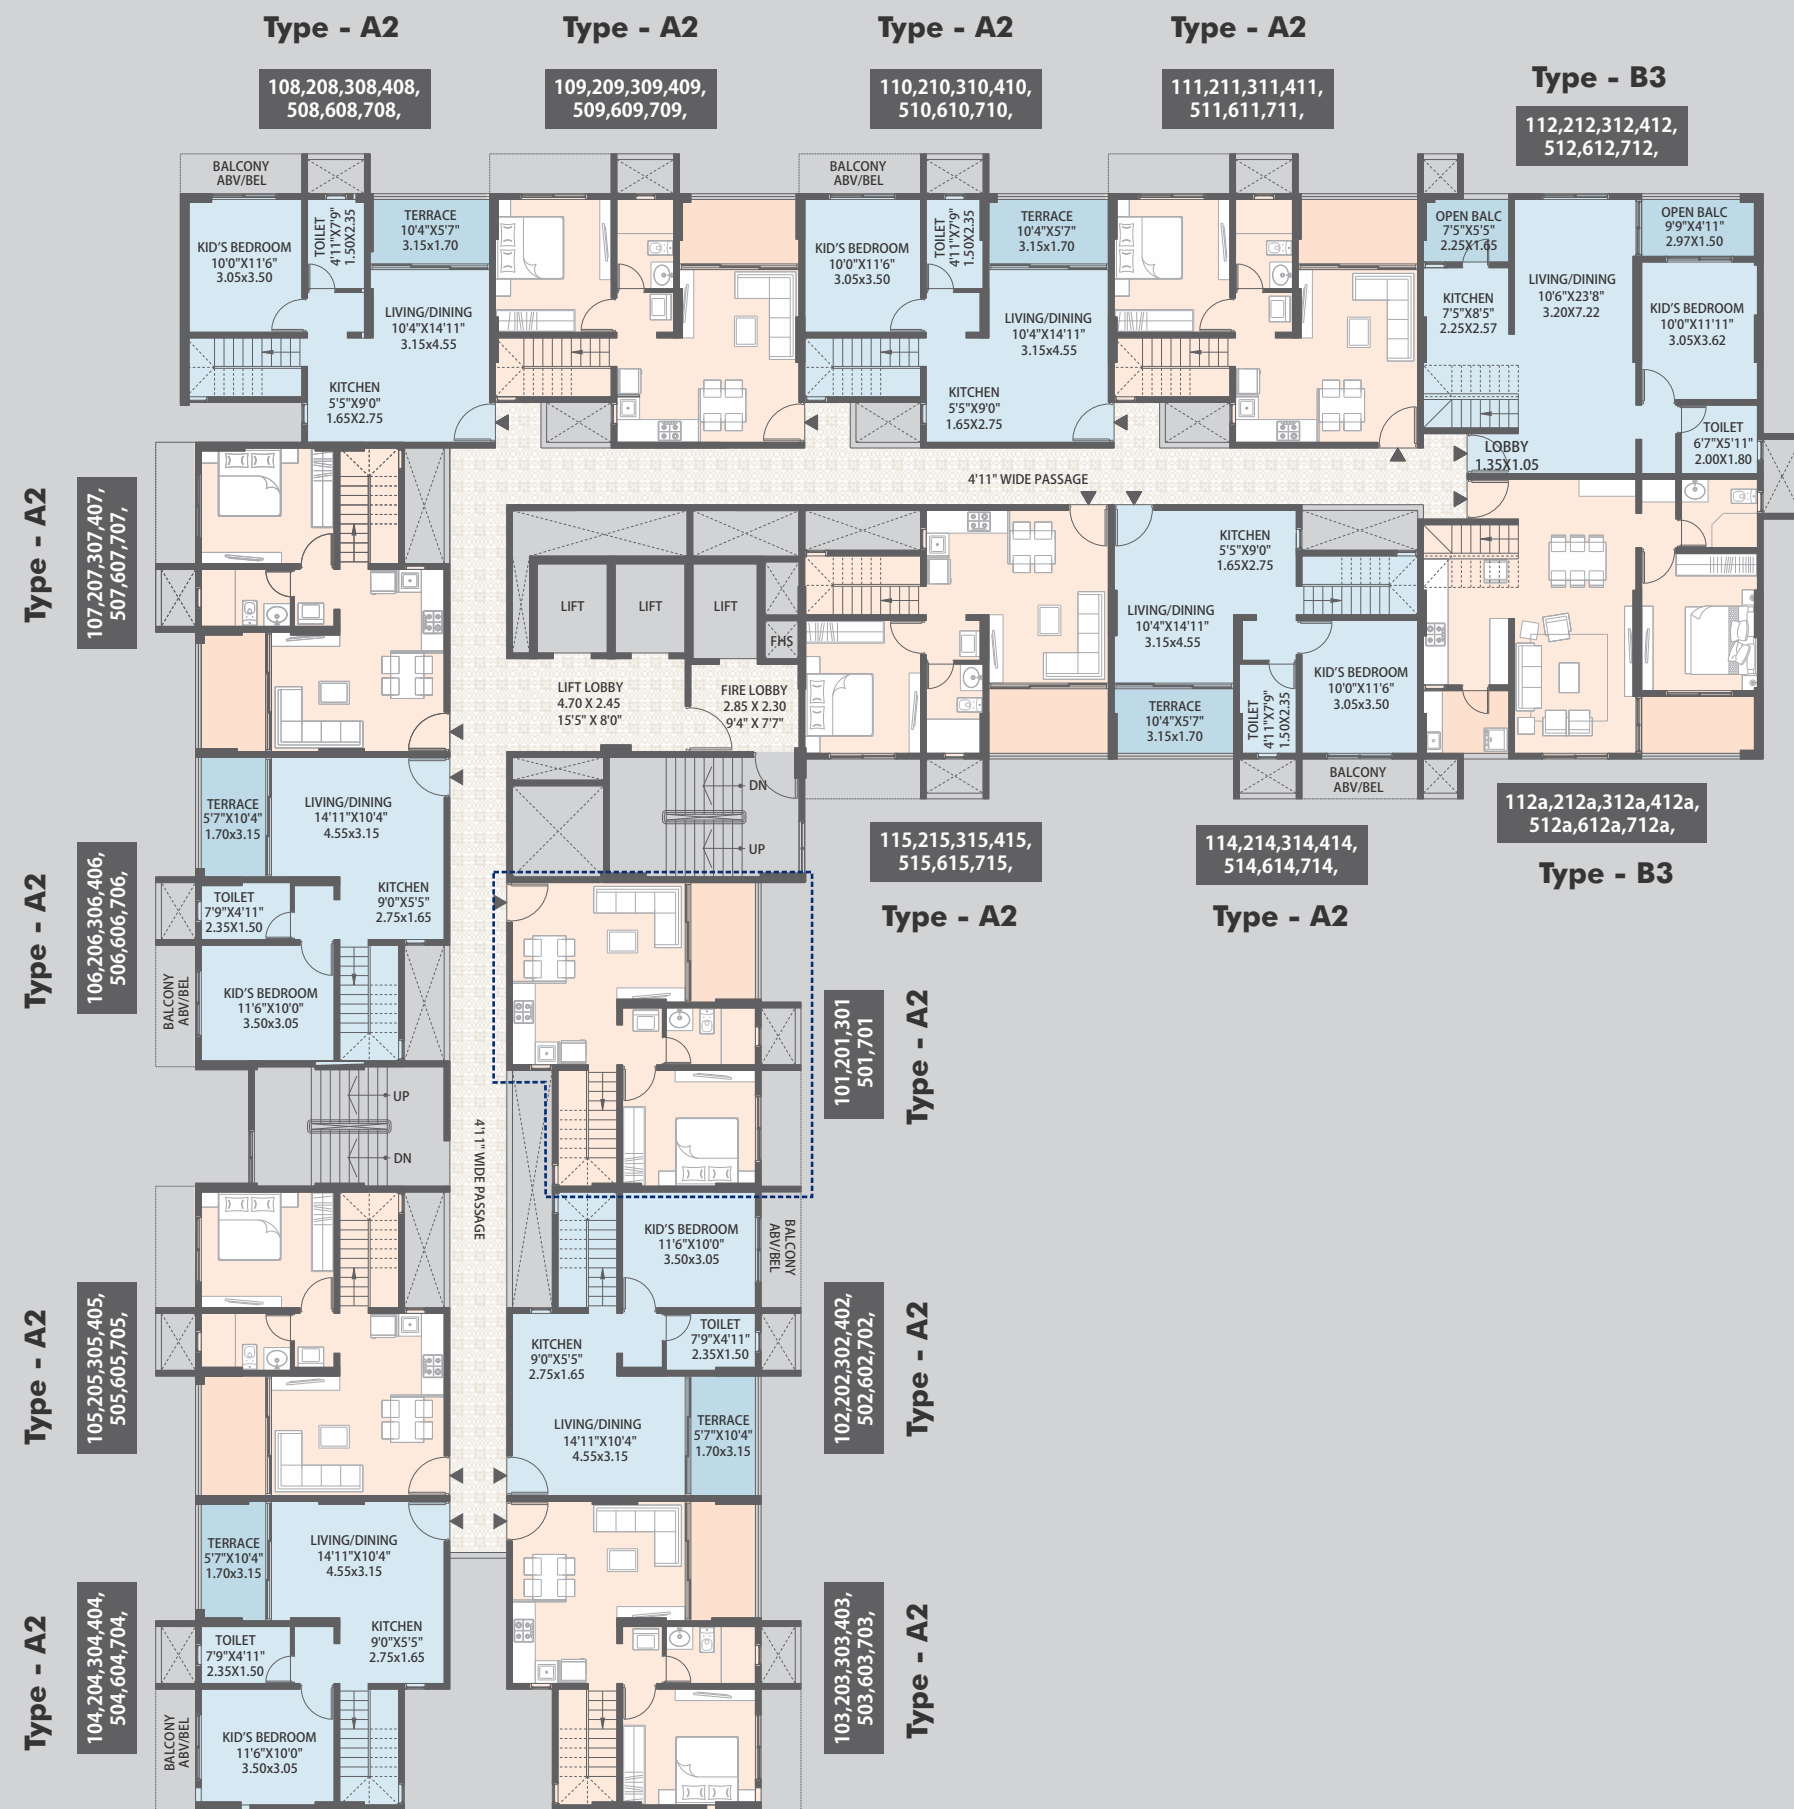 Type - A2
Type - A2
Type - A2
Type - A2
Type - B3
108,208,308,408,
508,608,708,
109,209,309,409,
509,609,709,
110,210,310,410,
510,610,710,
111,211,311,411,
511,611,711,
112,212,312,412,
512,612,712,
BALCONY
ABV/BEL
KID'S BEDROOM
10'0"X11'6"
3.05x3.50
TOILET
4'11"X7'9"
1.50X2.35
TERRACE
10'4"X5'7"
3.15x1.70
LIVING/DINING
10'4"X14'11"
3.15x4.55
KITCHEN
5'5"X9'0"
1.65X2.75
BALCONY
ABV/BEL
KID'S BEDROOM
10'0"X11'6"
3.05x3.50
TOILET
4'11"X7'9"
1.50X2.35
TERRACE
10'4"X5'7"
3.15x1.70
LIVING/DINING
10'4"X14'11"
3.15x4.55
KITCHEN
5'5"X9'0"
1.65X2.75
OPEN BALC
7'5"X5'5"
2.25X1.65
KITCHEN
7'5"X8'5"
2.25X2.57
LIVING/DINING
10'6"X23'8"
3.20X7.22
OPEN BALC
9'9"X4'11"
2.97X1.50
KID'S BEDROOM
10'0"X11'11"
3.05X3.62
TOILET
6'7"X5'11"
2.00X1.80
LOBBY
1.35X1.05
4'11" WIDE PASSAGE
Type - A2
107,207,307,407,
507,607,707,
LIFT
LIFT
LIFT
FHS
LIFT LOBBY
4.70 X 2.45
15'5" X 8'0"
FIRE LOBBY
2.85 X 2.30
9'4" X 7'7"
KITCHEN
5'5"X9'0"
1.65X2.75
LIVING/DINING
10'4"X14'11"
3.15x4.55
KID'S BEDROOM
10'0"X11'6"
3.05x3.50
TERRACE
10'4"X5'7"
3.15x1.70
TOILET
4'11"X7'9"
1.50X2.35
BALCONY
ABV/BEL
DN
UP
115,215,315,415,
515,615,715,
Type - A2
114,214,314,414,
514,614,714,
Type - A2
112a,212a,312a,412a,
512a,612a,712a,
Type - B3
Type - A2
106,206,306,406,
506,606,706,
TERRACE
5'7"X10'4"
1.70x3.15
LIVING/DINING
14'11"X10'4"
4.55x3.15
TOILET
7'9"X4'11"
2.35X1.50
KITCHEN
9'0"X5'5"
2.75x1.65
KID'S BEDROOM
11'6"X10'0"
3.50x3.05
BALCONY
ABV/BEL
101,201,301
501,701
Type - A2
UP
DN
4'11" WIDE PASSAGE
Type - A2
105,205,305,405,
505,605,705,
KID'S BEDROOM
11'6"X10'0"
3.50x3.05
BALCONY
ABV/BEL
KITCHEN
9'0"X5'5"
2.75x1.65
TOILET
7'9"X4'11"
2.35X1.50
LIVING/DINING
14'11"X10'4"
4.55x3.15
TERRACE
5'7"X10'4"
1.70x3.15
102,202,302,402,
502,602,702,
Type - A2
Type - A2
104,204,304,404,
504,604,704,
TERRACE
5'7"X10'4"
1.70x3.15
LIVING/DINING
14'11"X10'4"
4.55x3.15
TOILET
7'9"X4'11"
2.35X1.50
KITCHEN
9'0"X5'5"
2.75x1.65
KID'S BEDROOM
11'6"X10'0"
3.50x3.05
BALCONY
ABV/BEL
103,203,303,403,
503,603,703,
Type - A2